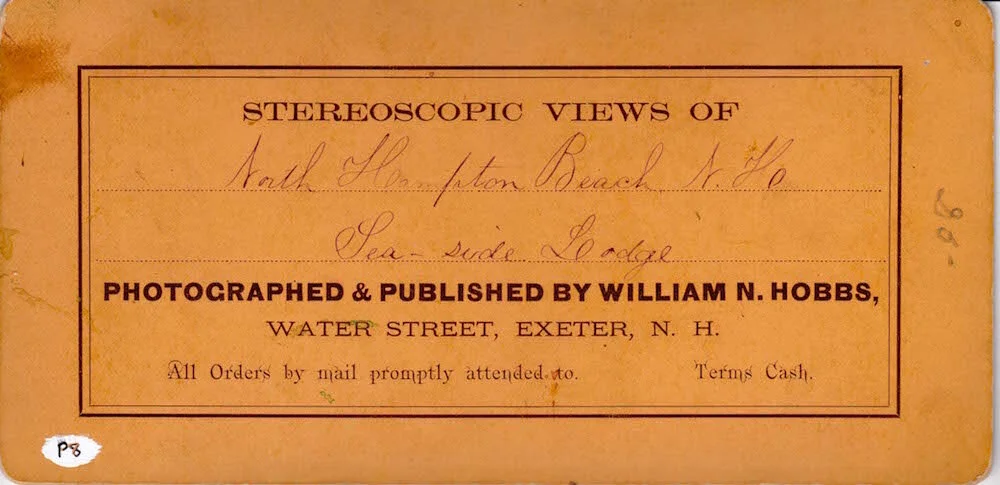 STEREOSCOPIC VIEWS OF
North Hampton Beach. N. H.
Sea-side Lodge
PHOTOGRAPHED & PUBLISHED BY WILLIAM N. HOBBS,
WATER STREET, EXETER, N. H.
All Orders by mail promptly attended to. Terms Cash.
P8